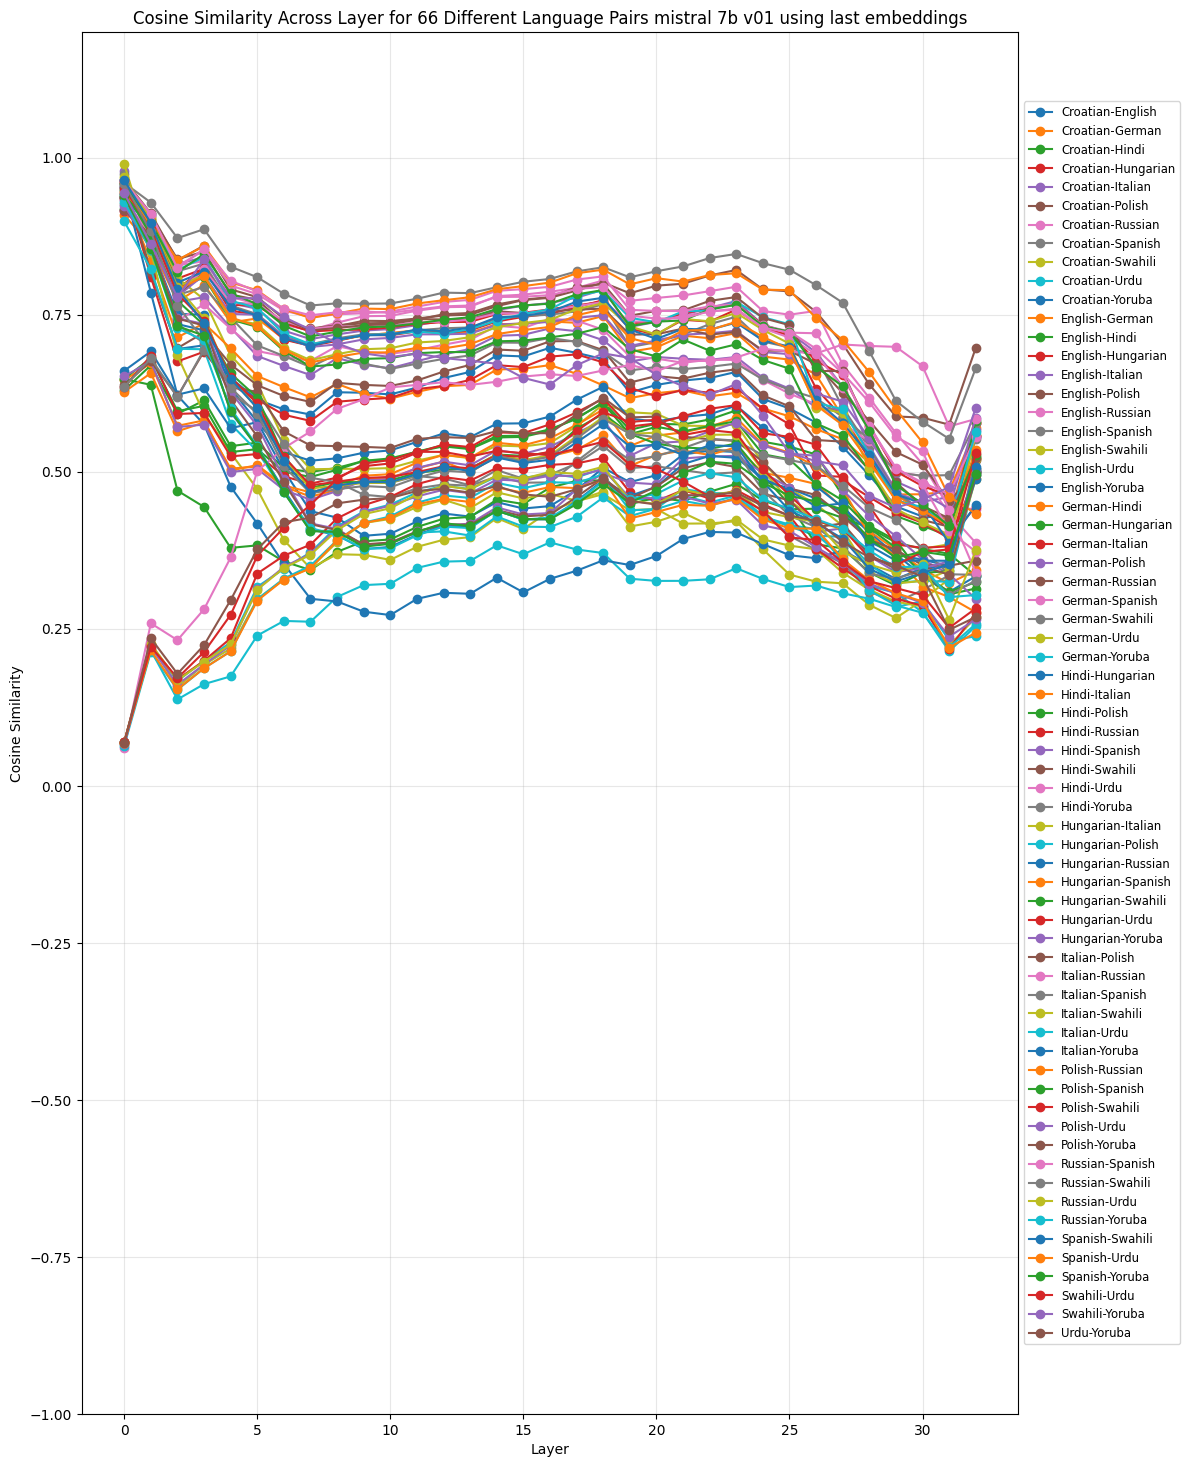 Cosine Similarity Across Layer for 66 Different Language Pairs mistral 7b v01 using last embeddings
Cosine Similarity
1.00
0.75
0.50
0.25
0.00
−0.25
−0.50
−0.75
−1.00
0
5
10
15
20
25
30
Layer
Croatian-English
Croatian-German
Croatian-Hindi
Croatian-Hungarian
Croatian-Italian
Croatian-Polish
Croatian-Russian
Croatian-Spanish
Croatian-Swahili
Croatian-Urdu
Croatian-Yoruba
English-German
English-Hindi
English-Hungarian
English-Italian
English-Polish
English-Russian
English-Spanish
English-Swahili
English-Urdu
English-Yoruba
German-Hindi
German-Hungarian
German-Italian
German-Polish
German-Russian
German-Spanish
German-Swahili
German-Urdu
German-Yoruba
Hindi-Hungarian
Hindi-Italian
Hindi-Polish
Hindi-Russian
Hindi-Spanish
Hindi-Swahili
Hindi-Urdu
Hindi-Yoruba
Hungarian-Italian
Hungarian-Polish
Hungarian-Russian
Hungarian-Spanish
Hungarian-Swahili
Hungarian-Urdu
Hungarian-Yoruba
Italian-Polish
Italian-Russian
Italian-Spanish
Italian-Swahili
Italian-Urdu
Italian-Yoruba
Polish-Russian
Polish-Spanish
Polish-Swahili
Polish-Urdu
Polish-Yoruba
Russian-Spanish
Russian-Swahili
Russian-Urdu
Russian-Yoruba
Spanish-Swahili
Spanish-Urdu
Spanish-Yoruba
Swahili-Urdu
Swahili-Yoruba
Urdu-Yoruba